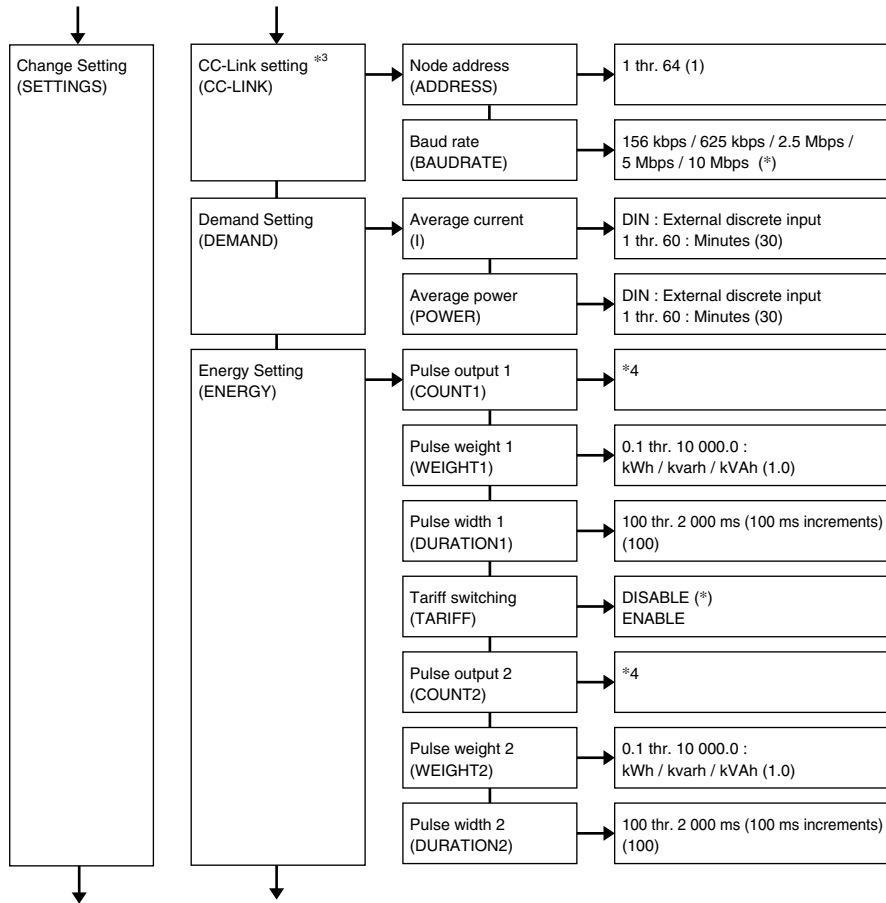 Change Setting
(SETTINGS)
CC-Link setting *3
(CC-LINK)
Node address
(ADDRESS)
1 thr. 64 (1)
Baud rate
(BAUDRATE)
156 kbps / 625 kbps / 2.5 Mbps /
5 Mbps / 10 Mbps (*)
Demand Setting
(DEMAND)
Average current
(I)
DIN : External discrete input
1 thr. 60 : Minutes (30)
Average power
(POWER)
DIN : External discrete input
1 thr. 60 : Minutes (30)
Energy Setting
(ENERGY)
Pulse output 1
(COUNT1)
*4
Pulse weight 1
(WEIGHT1)
0.1 thr. 10 000.0 :
kWh / kvarh / kVAh (1.0)
Pulse width 1
(DURATION1)
100 thr. 2 000 ms (100 ms increments)
(100)
Tariff switching
(TARIFF)
DISABLE (*)
ENABLE
Pulse output 2
(COUNT2)
*4
Pulse weight 2
(WEIGHT2)
0.1 thr. 10 000.0 :
kWh / kvarh / kVAh (1.0)
Pulse width 2
(DURATION2)
100 thr. 2 000 ms (100 ms increments)
(100)